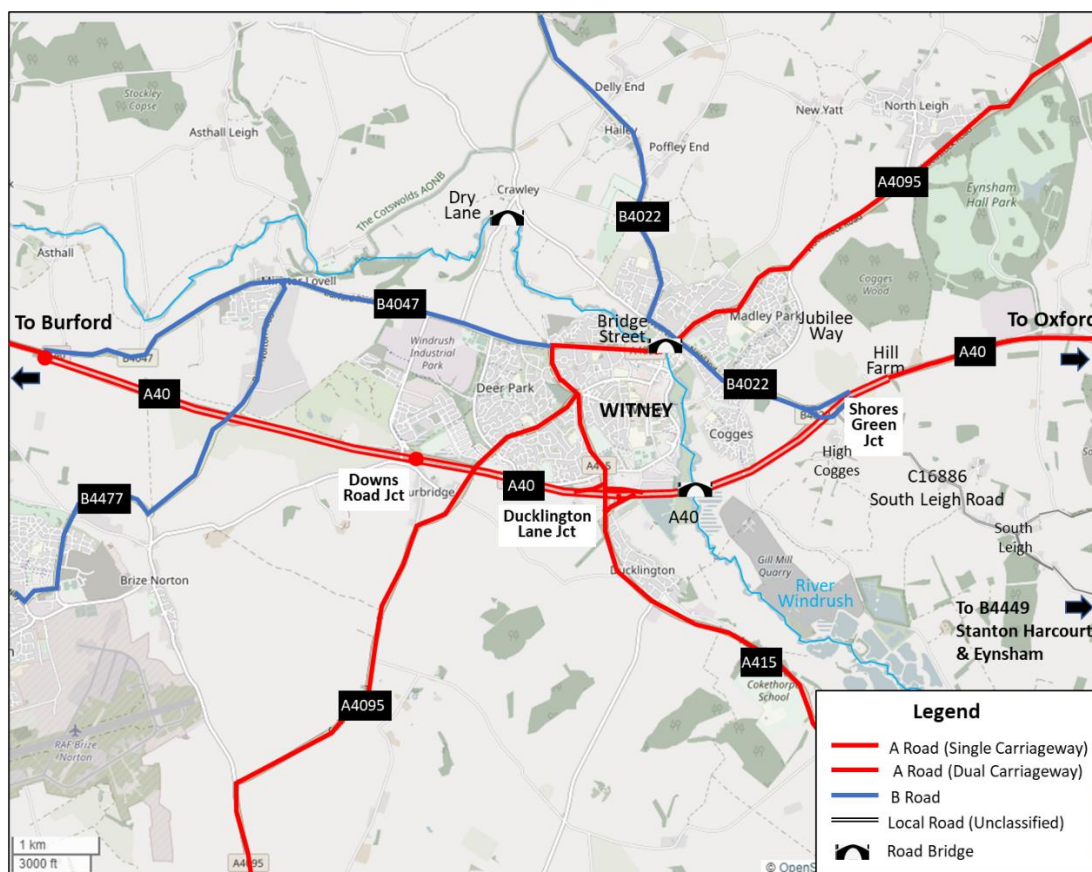 Delly End
Stockley
Copse
New Yatt
North Leigh
Asthall Leigh
Hailey
Poffley End
The Cotswolds AONB
Dry
Lane
Crawley
A4095
Eynsham
Hall Park
B4022
Asthall
Minster Lovell
Cogges
Wood
B4047
To Burford
B4047
Bridge
Street
Madley Park
Jubilee
Way
To Oxford
Windrush
Industrial
Park
Hill
Farm
A40
A40
Deer Park
B4022
WITNEY
Shores
Green
Jct
Cogges
High
Cogges
A415
C16886
South Leigh Road
Downs
Road Jct
A40
B4477
Ducklington
Lane Jct
A40
South
Leigh
Gill Mill
Quarry
Brize Norton
Ducklington
River
Windrush
To B4449
Stanton Harcourt
& Eynsham
A415
Cokethorpe
School
A4095
RAF Brize
Norton
Legend
A Road (Single Carriageway)
A Road (Dual Carriageway)
B Road
Local Road (Unclassified)
Road Bridge
1 km
3000 ft
A4095